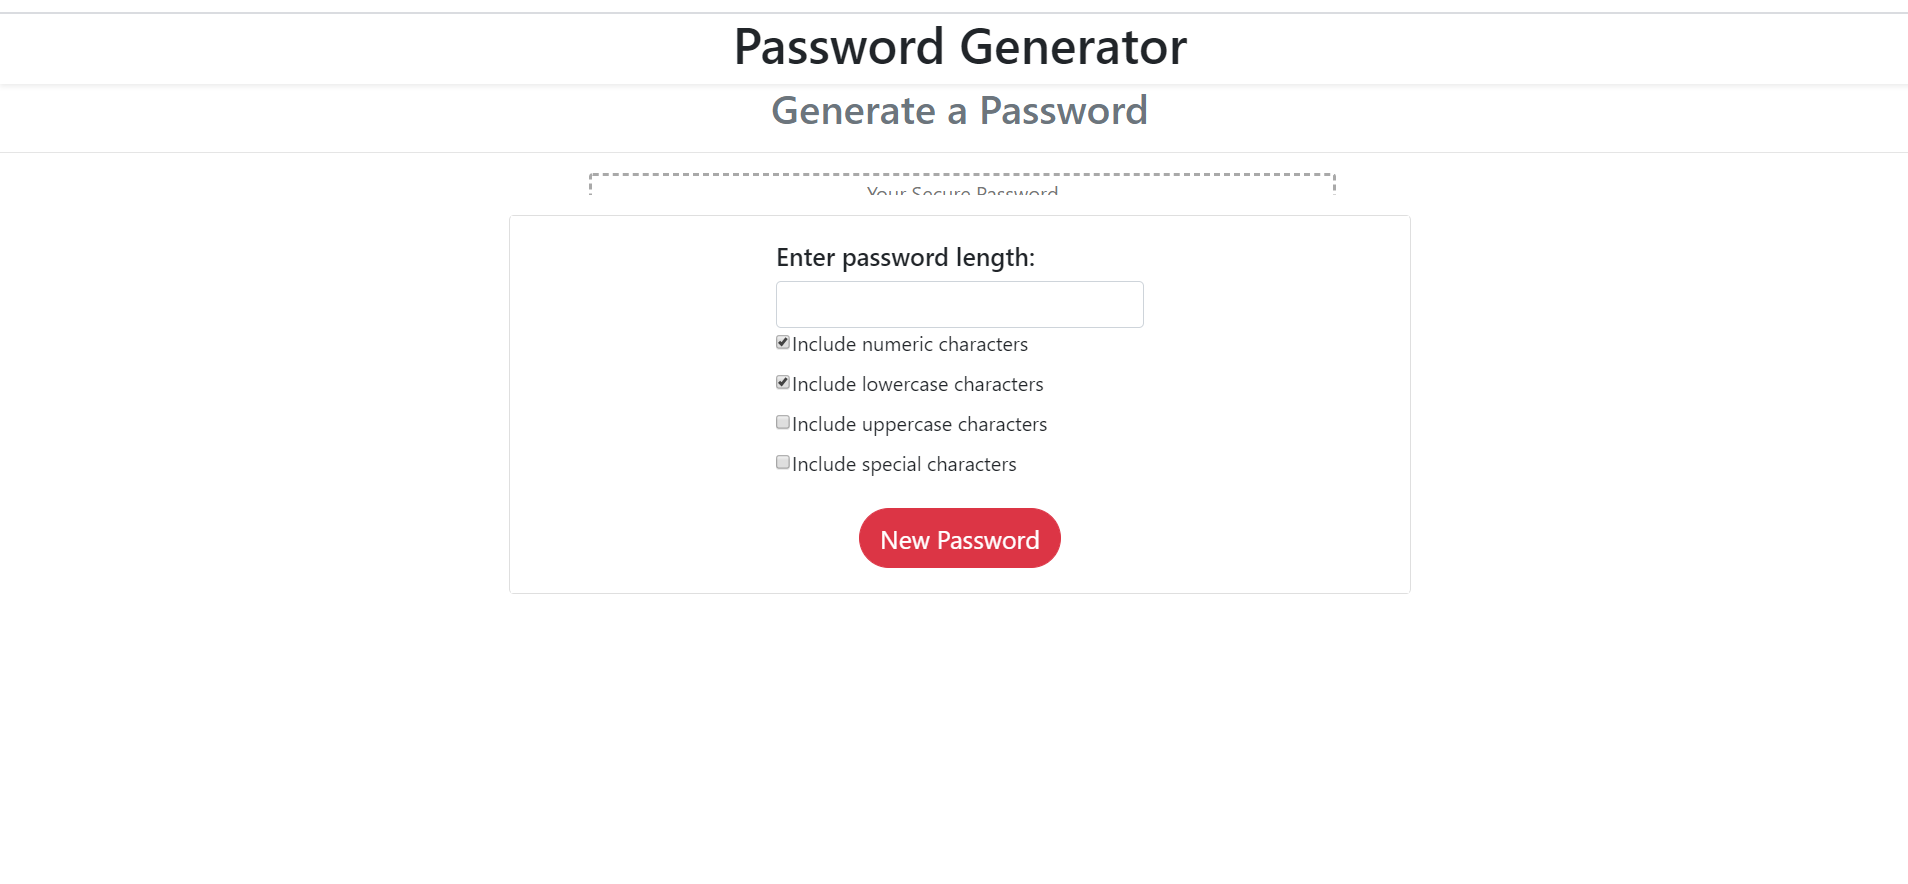 Password Generator
Generate a Password
Your Secure Password
Enter password length:
Include numeric characters
Include lowercase characters
Include uppercase characters
Include special characters
New Password